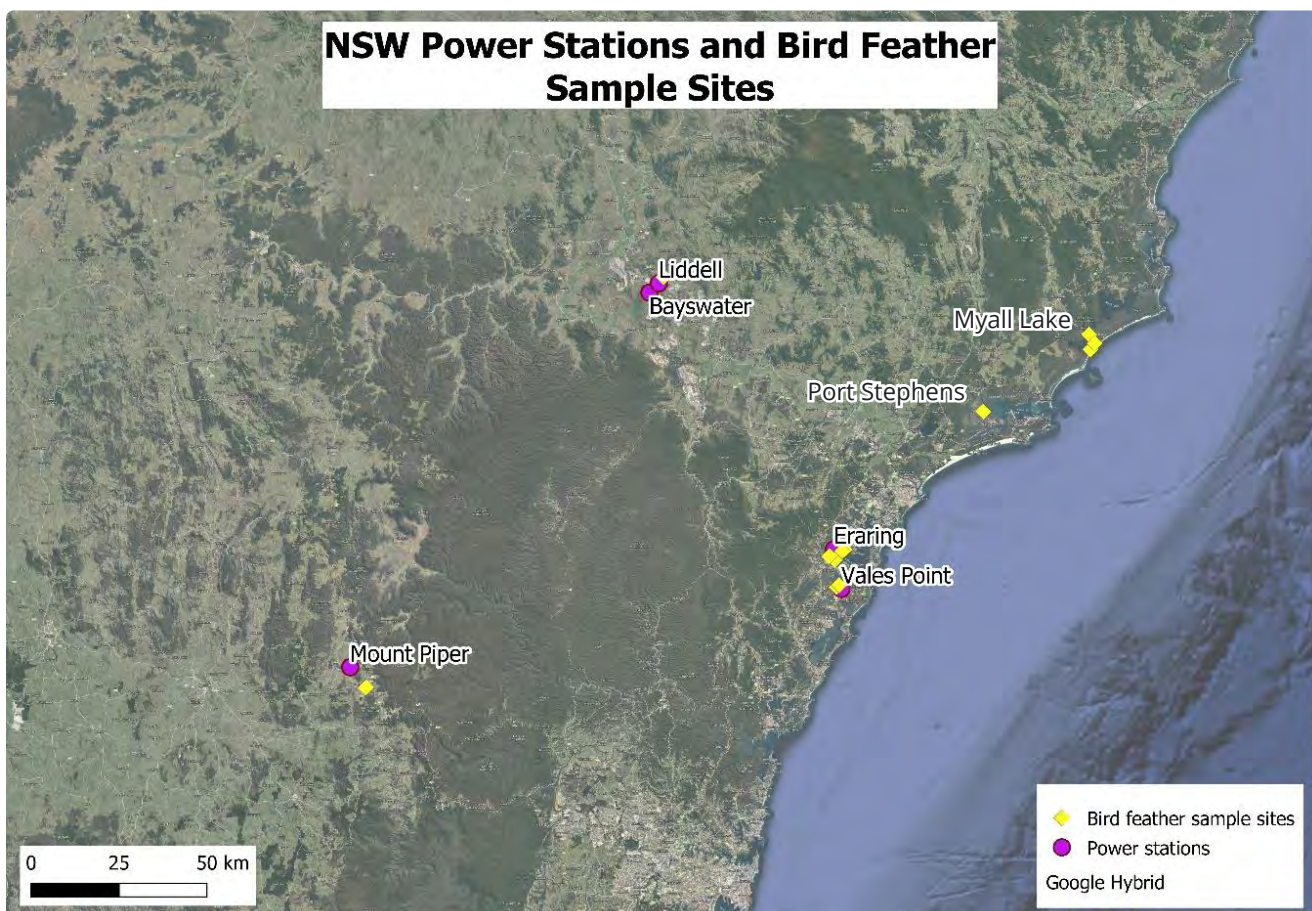 NSW Power Stations and Bird Feather
Sample Sites
Liddell
Bayswater
Myall Lake
Port Stephens
Eraring
Vales Point
Mount Piper
0 25 50 km
Bird feather sample sites
Power stations
Google Hybrid